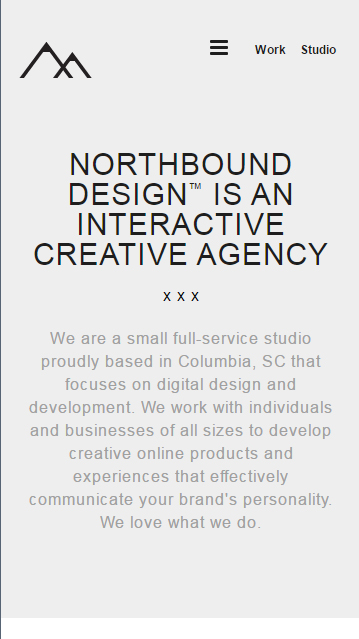 Work Studio
NORTHBOUND
DESIGN™ IS AN
INTERACTIVE
CREATIVE AGENCY
x x x
We are a small full-service studio
proudly based in Columbia, SC that
focuses on digital design and
development. We work with individuals
and businesses of all sizes to develop
creative online products and
experiences that effectively
communicate your brand's personality.
We love what we do.